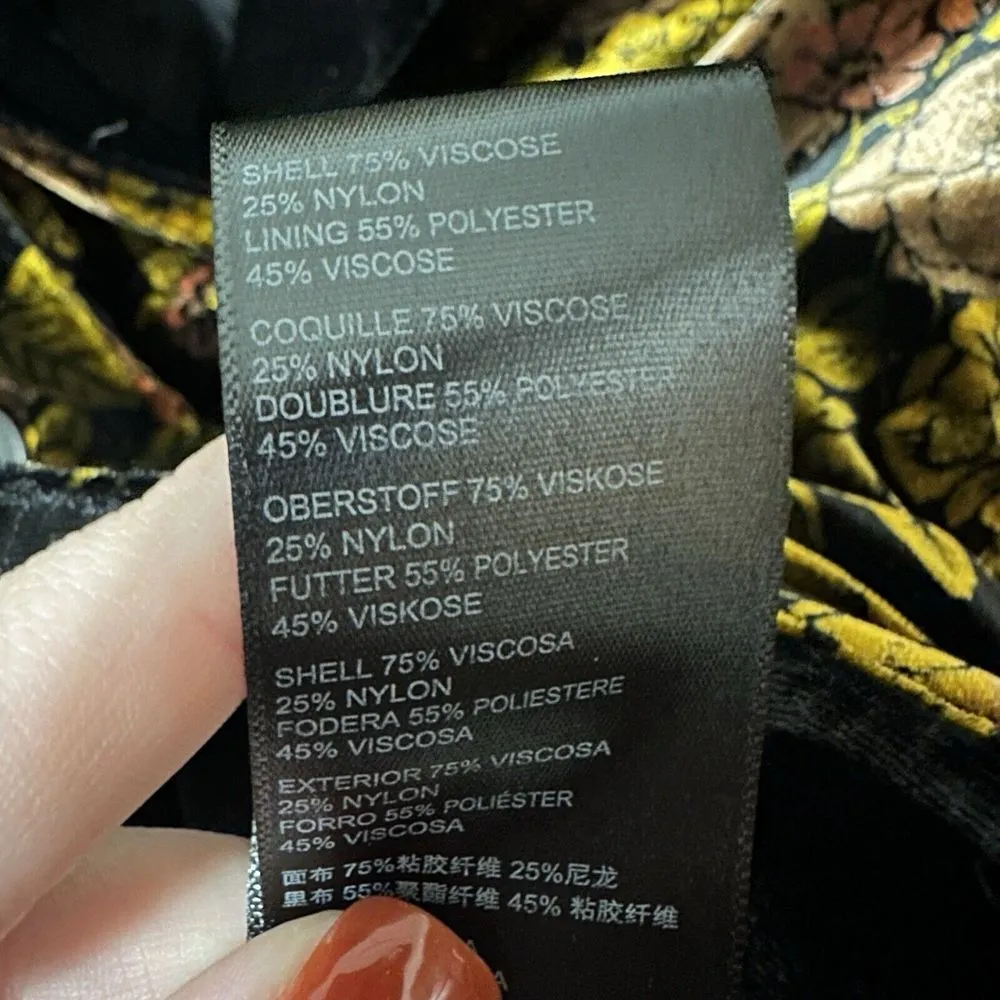 SHELL 75% VISCOSE
25% NYLON
LINING 55% POLYESTER
45% VISCOSE
COQUILLE 75% VISCOSE
25% NYLON
DOUBLURE 55% POLYESTER
45% VISCOSE
OBERSTOFF 75% VISKOSE
25% NYLON
FUTTER 55% POLYESTER
45% VISKOSE
SHELL 75% VISCOSA
25% NYLON
FODERA 55% POLIESTERE
45% VISCOSA
EXTERIOR 75% VISCOSA
25% NYLON
FORRO 55% POLIÉSTER
45% VISCOSA
面布 75%粘胶纤维 25%尼龙
里布 55%聚酯纤维 45% 粘胶纤维